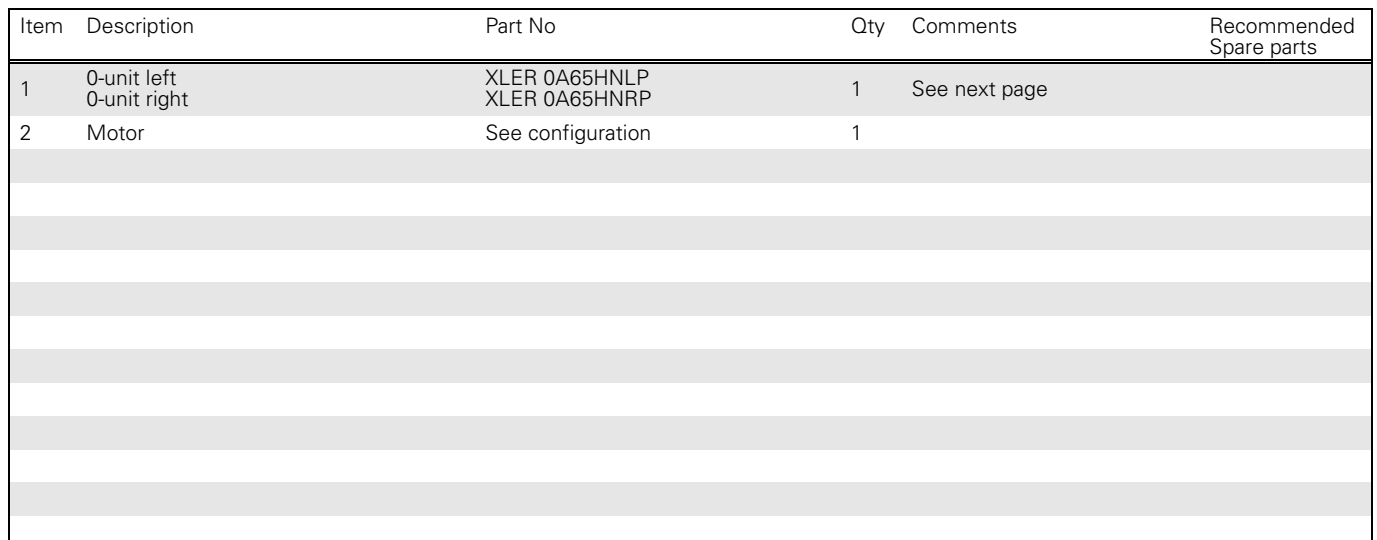 Item Description Part No Qty Comments Recommended
Spare parts
1 0-unit left XLER 0A65HNLP 1 See next page
0-unit right XLER 0A65HNRP
2 Motor See configuration 1